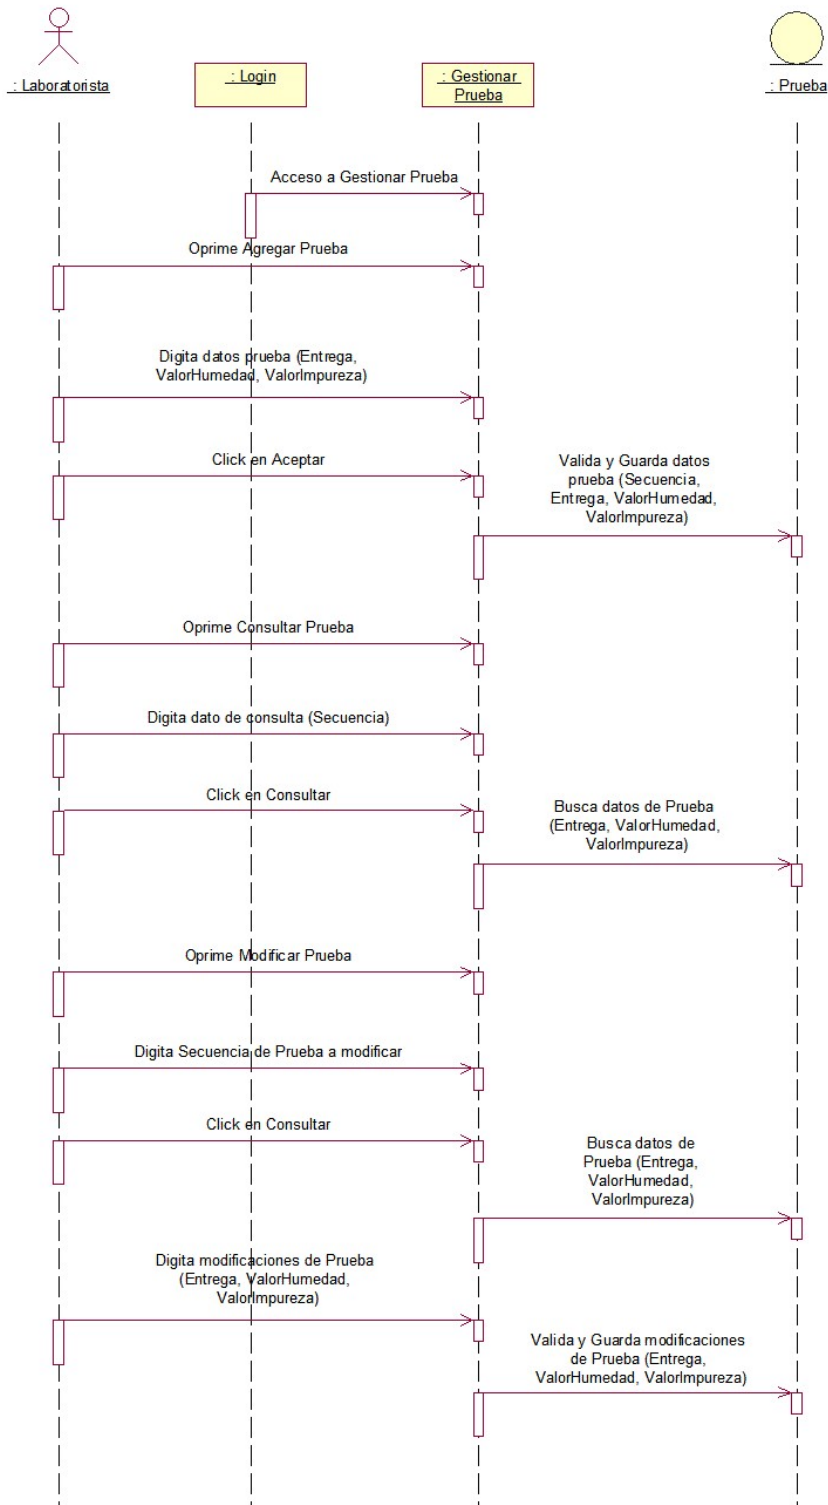 : Laboratorista
: Login
: Gestionar
Prueba
: Prueba
Acceso a Gestionar Prueba
Oprime Agregar Prueba
Digita datos prueba (Entrega,
ValorHumedad, ValorImpureza)
Click en Aceptar
Valida y Guarda datos
prueba (Secuencia,
Entrega, ValorHumedad,
ValorImpureza)
Oprime Consultar Prueba
Digita dato de consulta (Secuencia)
Click en Consultar
Busca datos de Prueba
(Entrega, ValorHumedad,
ValorImpureza)
Oprime Modificar Prueba
Digita Secuencia de Prueba a modificar
Click en Consultar
Busca datos de
Prueba (Entrega,
ValorHumedad,
ValorImpureza)
Digita modificaciones de Prueba
(Entrega, ValorHumedad,
ValorImpureza)
Valida y Guarda modificaciones
de Prueba (Entrega,
ValorHumedad, ValorImpureza)